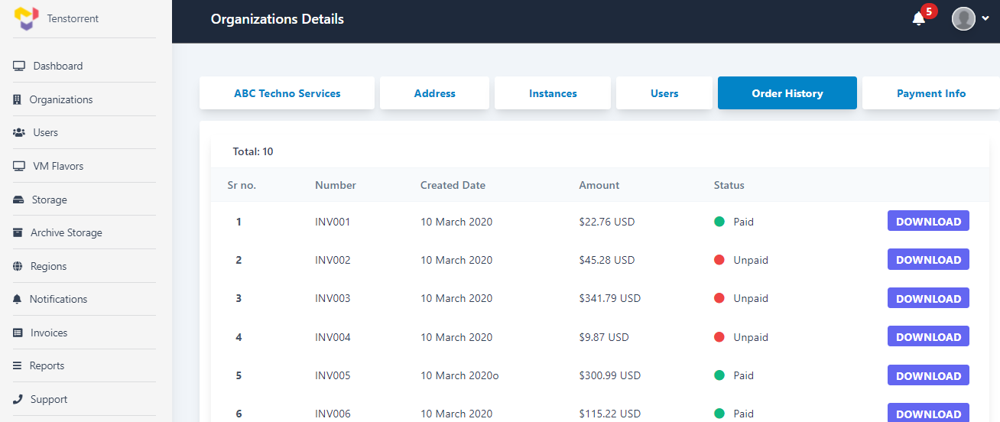 Tenstorrent
Organizations Details
5
Dashboard
Organizations
Users
VM Flavors
Storage
Archive Storage
Regions
Notifications
Invoices
Reports
Support
ABC Techno Services Address Instances Users Order History Payment Info
Total: 10
Sr no. Number Created Date Amount Status
1 INV001 10 March 2020 $22.76 USD Paid DOWNLOAD
2 INV002 10 March 2020 $45.28 USD Unpaid DOWNLOAD
3 INV003 10 March 2020 $341.79 USD Unpaid DOWNLOAD
4 INV004 10 March 2020 $9.87 USD Unpaid DOWNLOAD
5 INV005 10 March 2020o $300.99 USD Paid DOWNLOAD
6 INV006 10 March 2020 $115.22 USD Paid DOWNLOAD